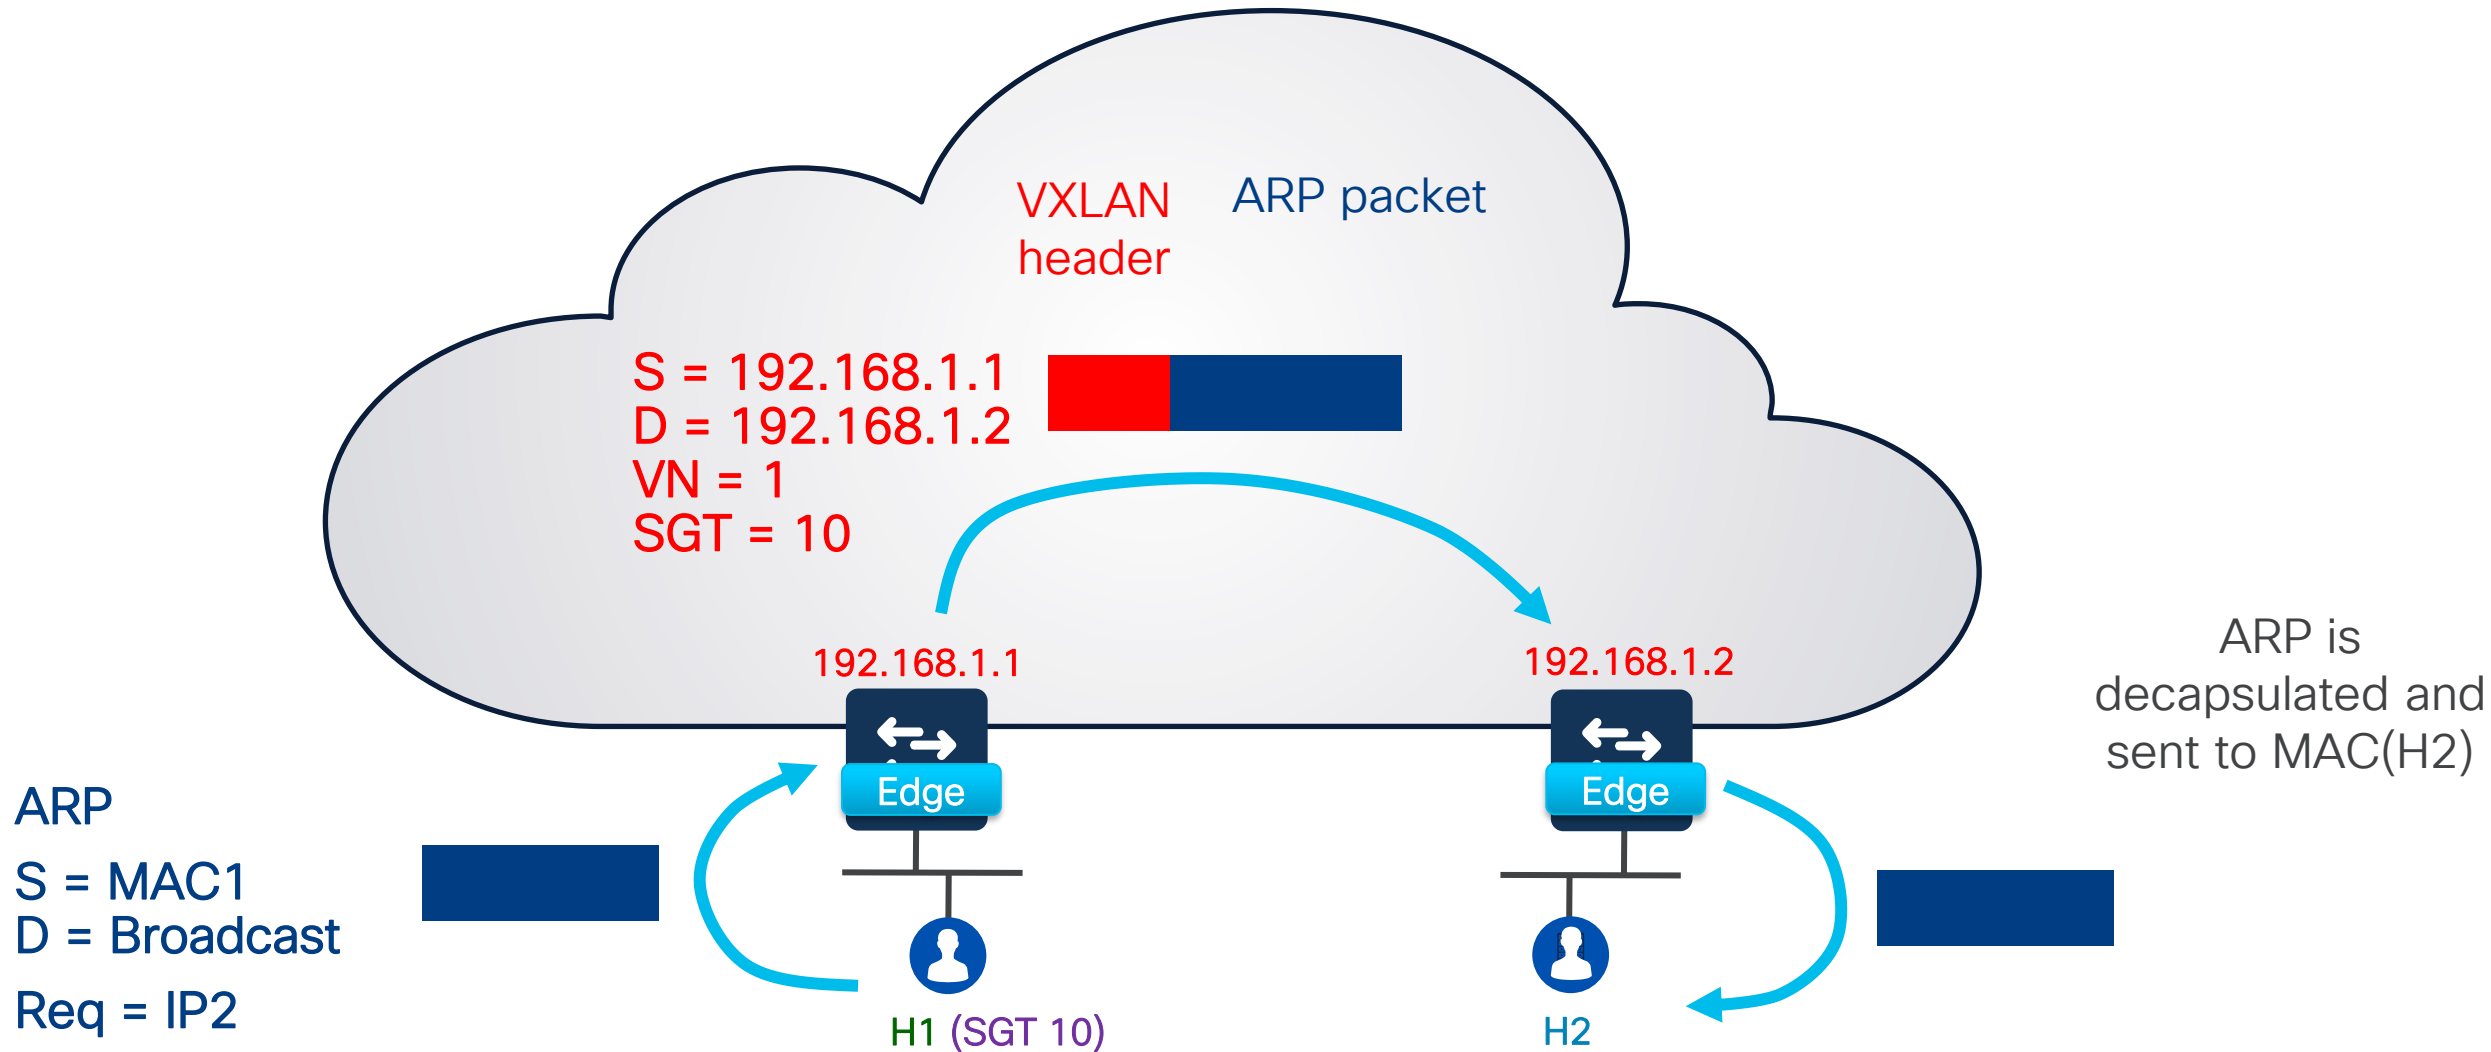 VXLAN
header
ARP packet
S = 192.168.1.1
D = 192.168.1.2
VN = 1
SGT = 10
192.168.1.1
192.168.1.2
Edge
Edge
ARP is
decapsulated and
sent to MAC(H2)
ARP
S = MAC1
D = Broadcast
Req = IP2
H1 (SGT 10)
H2